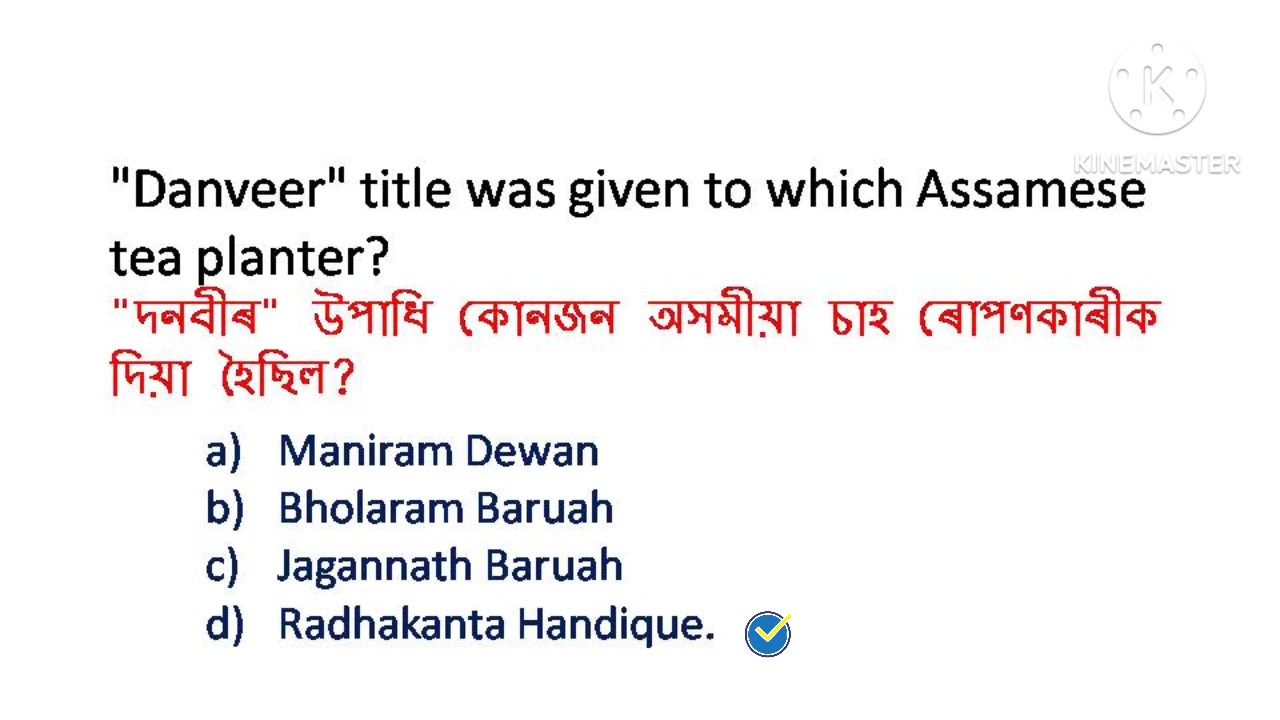 KINEMASTER
"Danveer" title was given to which Assamese
tea planter?
"দনবীৰ" উপাধি কোনজন অসমীয়া চাহ ৰোপণকাৰীক
দিয়া হৈছিল?
a) Maniram Dewan
b) Bholaram Baruah
c) Jagannath Baruah
d) Radhakanta Handique.